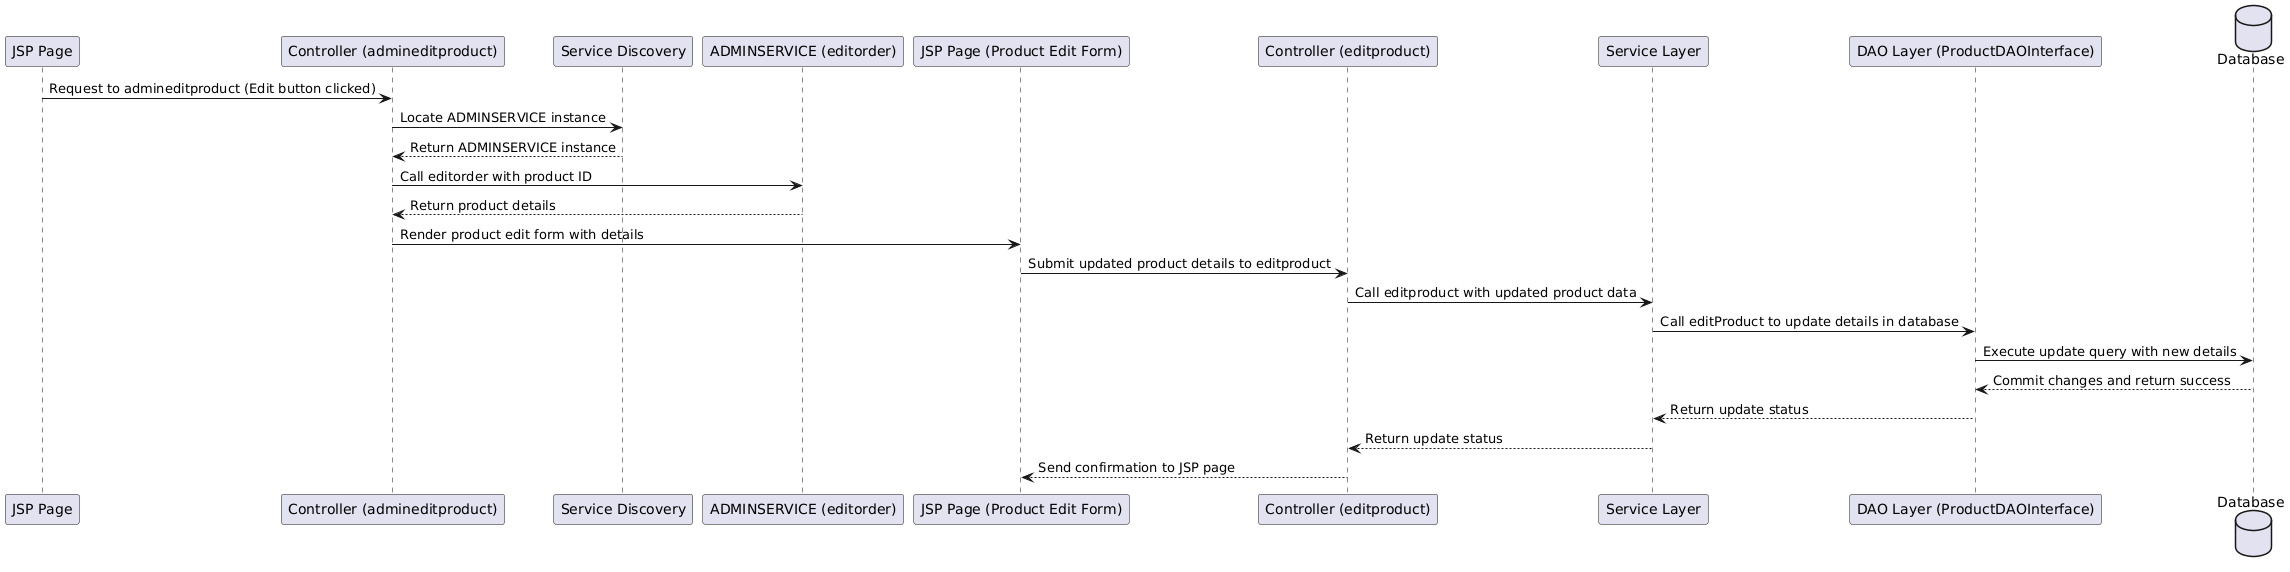 Database
JSP Page
Controller (admineditproduct)
Service Discovery
ADMINSERVICE (editorder)
JSP Page (Product Edit Form)
Controller (editproduct)
Service Layer
DAO Layer (ProductDAOInterface)
Request to admineditproduct (Edit button clicked)
Locate ADMINSERVICE instance
Return ADMINSERVICE instance
Call editorder with product ID
Return product details
Render product edit form with details
Submit updated product details to editproduct
Call editproduct with updated product data
Call editProduct to update details in database
Execute update query with new details
Commit changes and return success
Return update status
Return update status
Send confirmation to JSP page
JSP Page
Controller (admineditproduct)
Service Discovery
ADMINSERVICE (editorder)
JSP Page (Product Edit Form)
Controller (editproduct)
Service Layer
DAO Layer (ProductDAOInterface)
Database